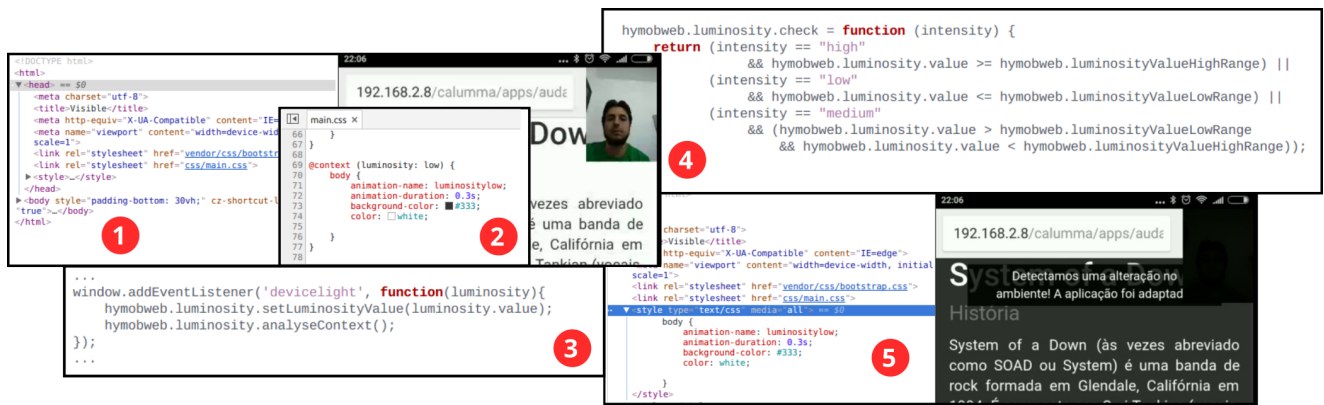 <!DOCTYPE html>
<html>
▼<head> == $0
<meta charset="utf-8">
<title>Visible</title>
<meta http-equiv="X-UA-Compatible" content="IE=
<meta name="viewport" content="width=device-wid
scale=1">
<link rel="stylesheet" href="vendor/css/bootstr
<link rel="stylesheet" href="css/main.css">
▶<style>…</style>
</head>
▶<body style="padding-bottom: 30vh;" cz-shortcut-l
"true">…</body>
</html>
1
22:06
192.168.2.8/calumma/apps/auda
Dow
vezes abreviado
é uma banda de
e, Califórnia em
Tankian (vocais
main.css ×
66 }
67 }
68
69 @context (luminosity: low) {
70 body {
71 animation-name: luminositylow;
72 animation-duration: 0.3s;
73 background-color: #333;
74 color: white;
75
76 }
77 }
78
2
...
window.addEventListener('devicelight', function(luminosity){
hymobweb.luminosity.setLuminosityValue(luminosity.value);
hymobweb.luminosity.analyseContext();
});
...
3
hymobweb.luminosity.check = function (intensity) {
return (intensity == "high"
&& hymobweb.luminosity.value >= hymobweb.luminosityValueHighRange) ||
(intensity == "low"
&& hymobweb.luminosity.value <= hymobweb.luminosityValueLowRange) ||
(intensity == "medium"
&& (hymobweb.luminosity.value > hymobweb.luminosityValueLowRange
&& hymobweb.luminosity.value < hymobweb.luminosityValueHighRange));
4
charset="utf-8">
>Visible</title>
http-equiv="X-UA-Compatible" content="IE=edge">
name="viewport" content="width=device-width, initial
scale=1">
<link rel="stylesheet" href="vendor/css/bootstrap.css">
<link rel="stylesheet" href="css/main.css">
▼<style type="text/css" media="all"> == $0
body {
animation-name: luminositylow;
animation-duration: 0.3s;
background-color: #333;
color: white;
}
</style>
5
22:06
192.168.2.8/calumma/apps/auda
System of a Dow
Detectamos uma alteração no
ambiente! A aplicação foi adaptad
História
System of a Down (às vezes abreviado
como SOAD ou System) é uma banda de
rock formada em Glendale, Califórnia em